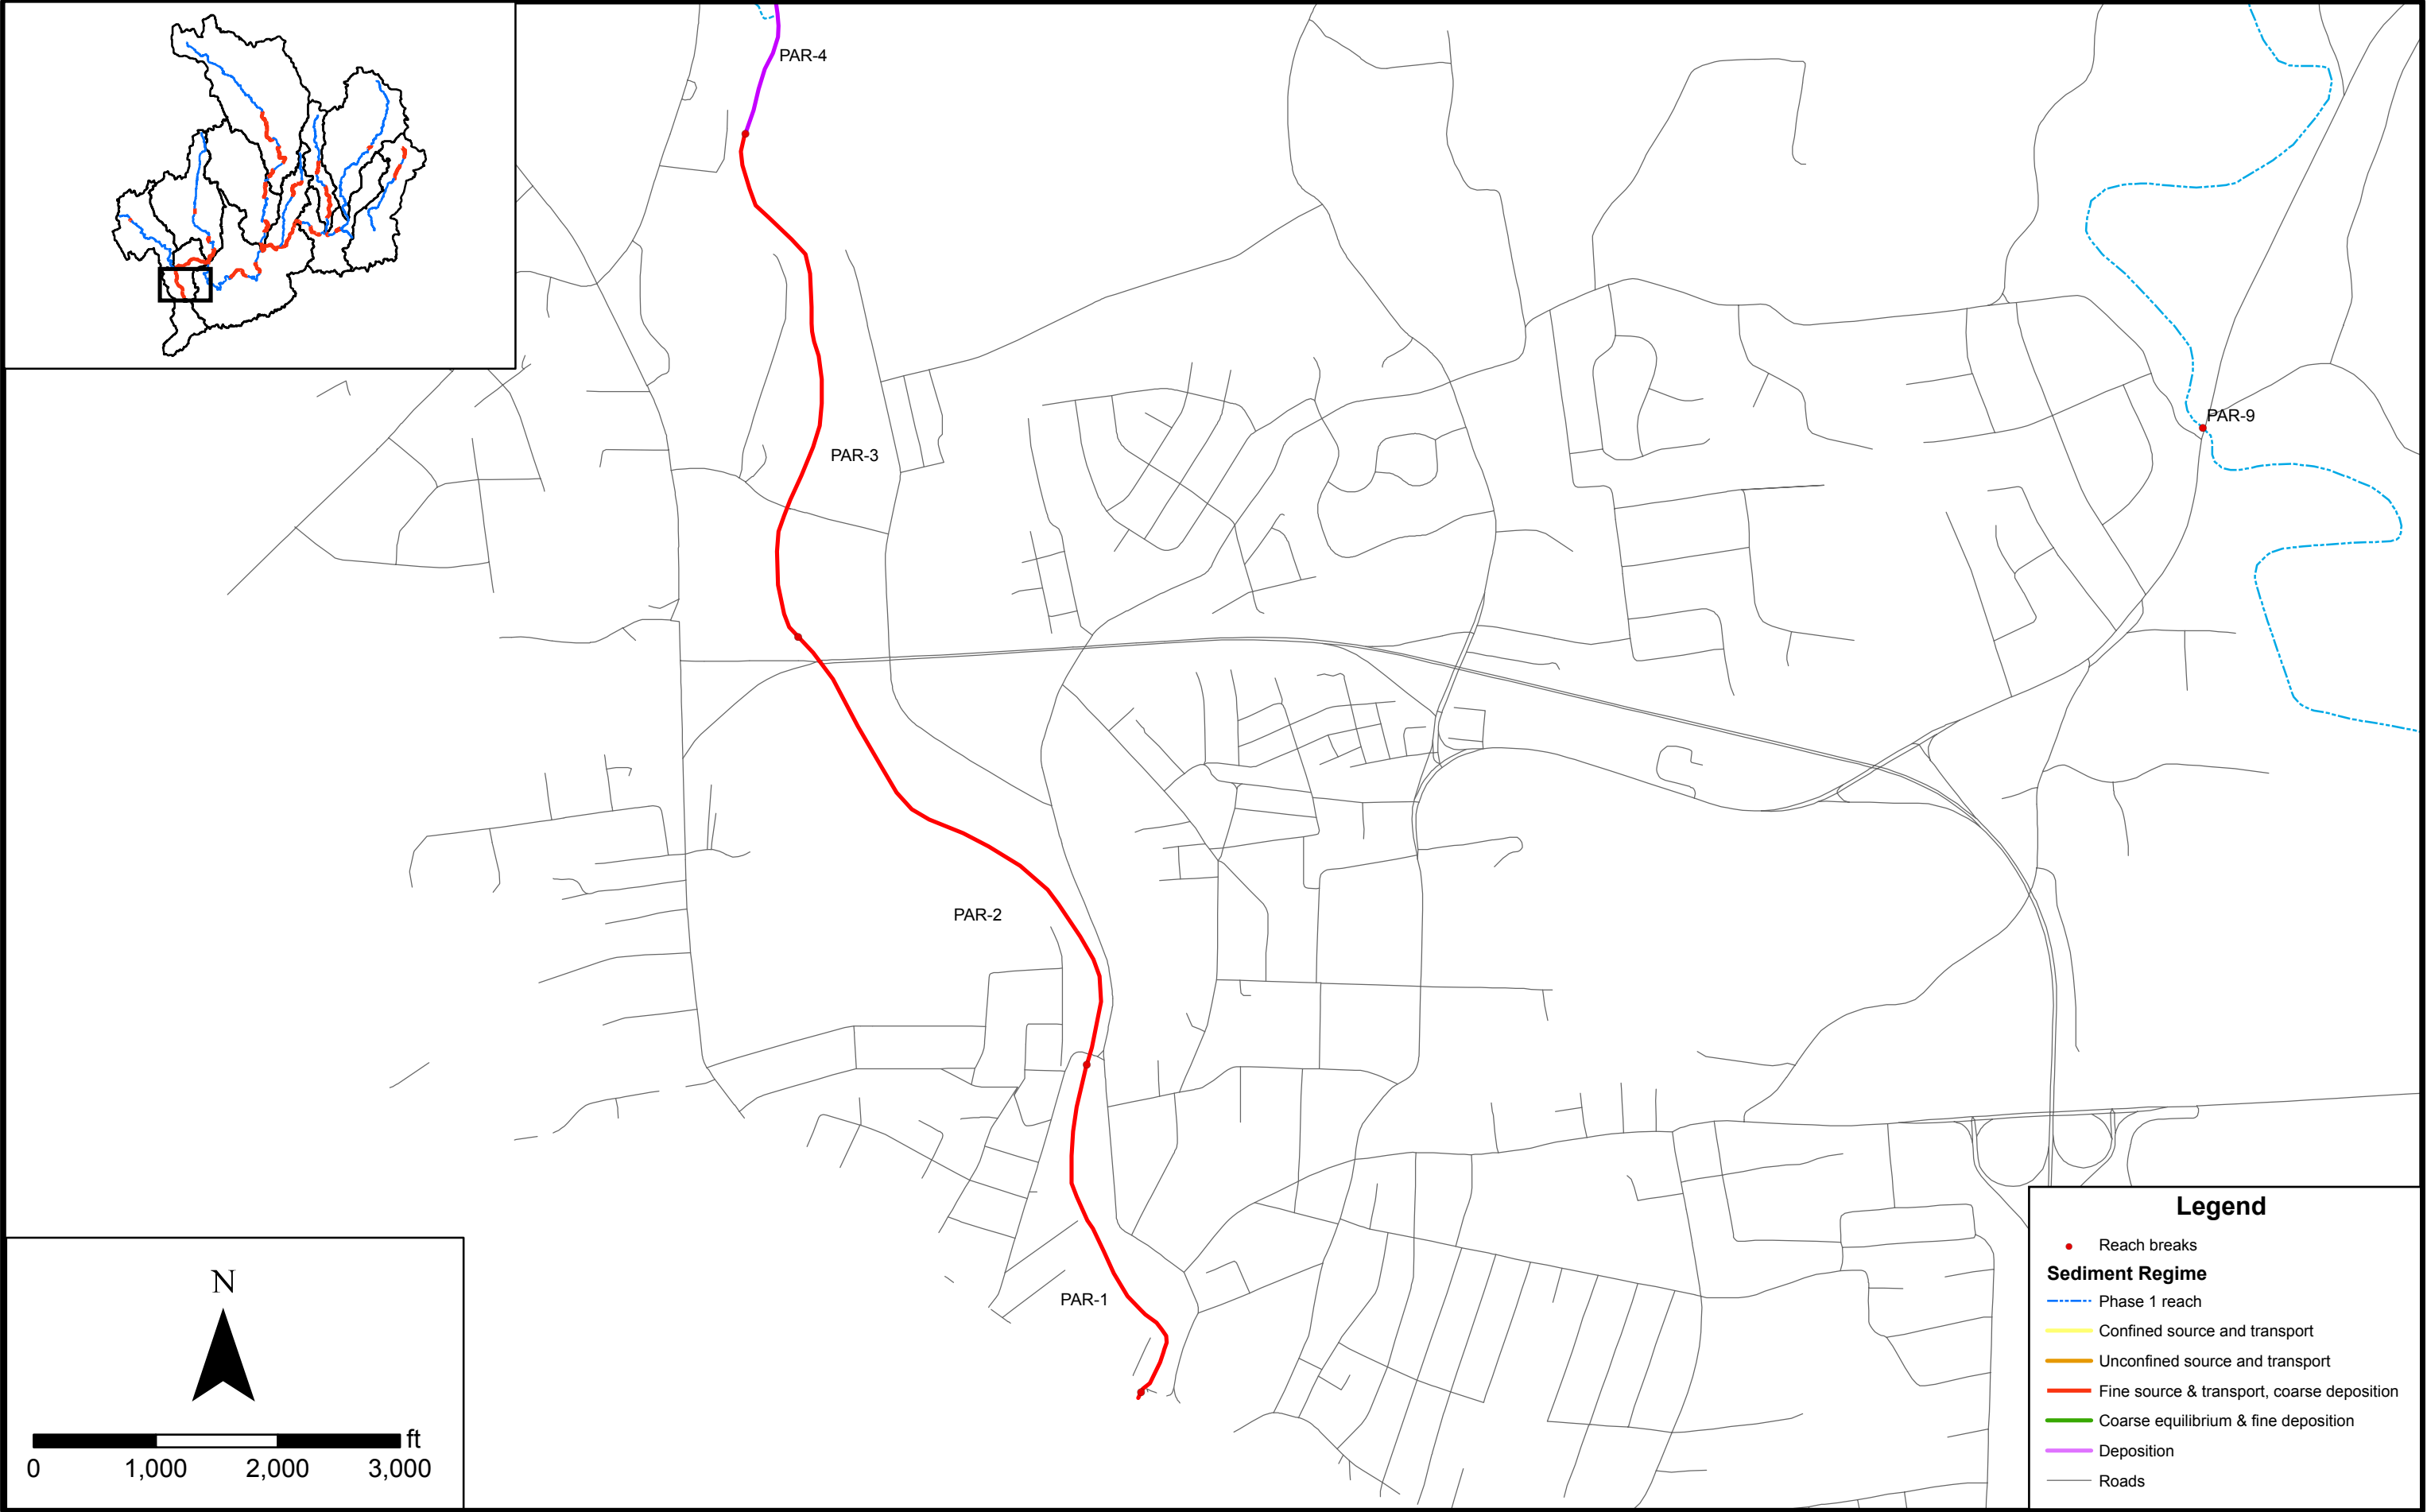 PAR-4
PAR-9
PAR-3
PAR-2
PAR-1
N
ft
0 1,000 2,000 3,000
Legend
Reach breaks
Sediment Regime
Phase 1 reach
Confined source and transport
Unconfined source and transport
Fine source & transport, coarse deposition
Coarse equilibrium & fine deposition
Deposition
Roads